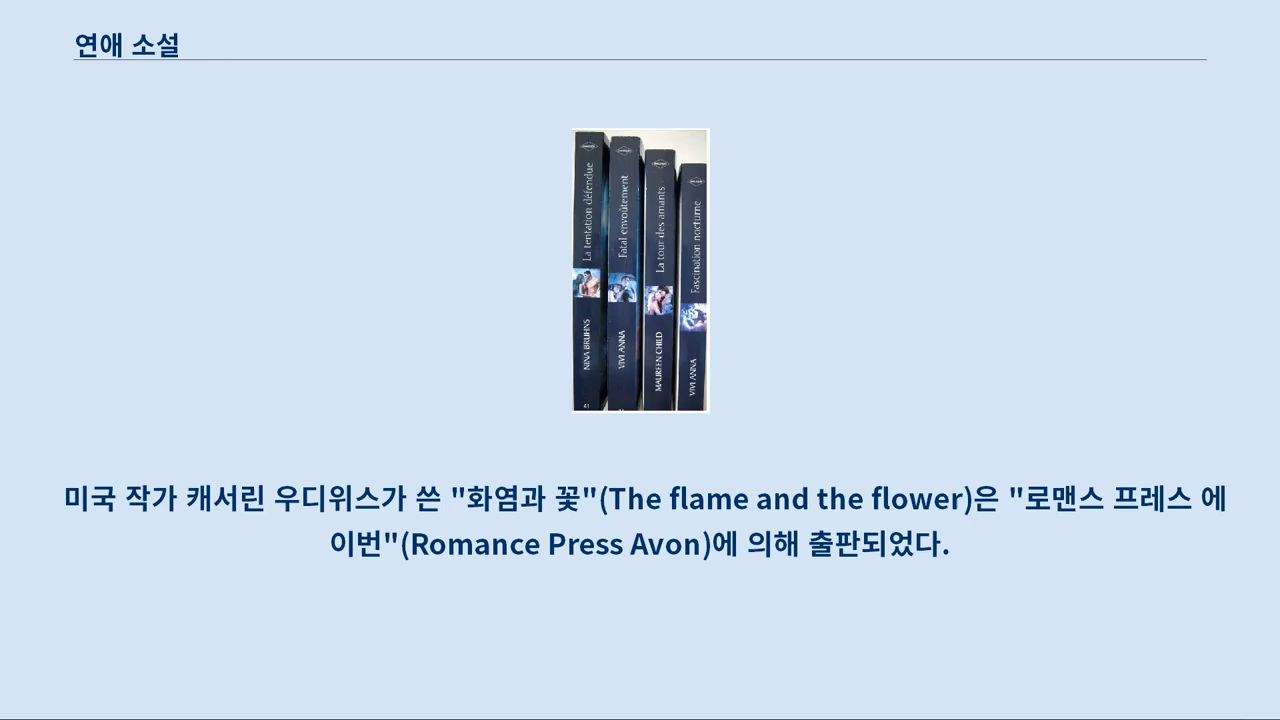 연애 소설
La tentation défendue
NINA BRUHNS
Fatal envoûtement
VIVI ANNA
La tour des amants
MAUREEN CHILD
Fascination nocturne
VIVI ANNA
미국 작가 캐서린 우디위스가 쓴 "화염과 꽃"(The flame and the flower)은 "로맨스 프레스 에
이번"(Romance Press Avon)에 의해 출판되었다.